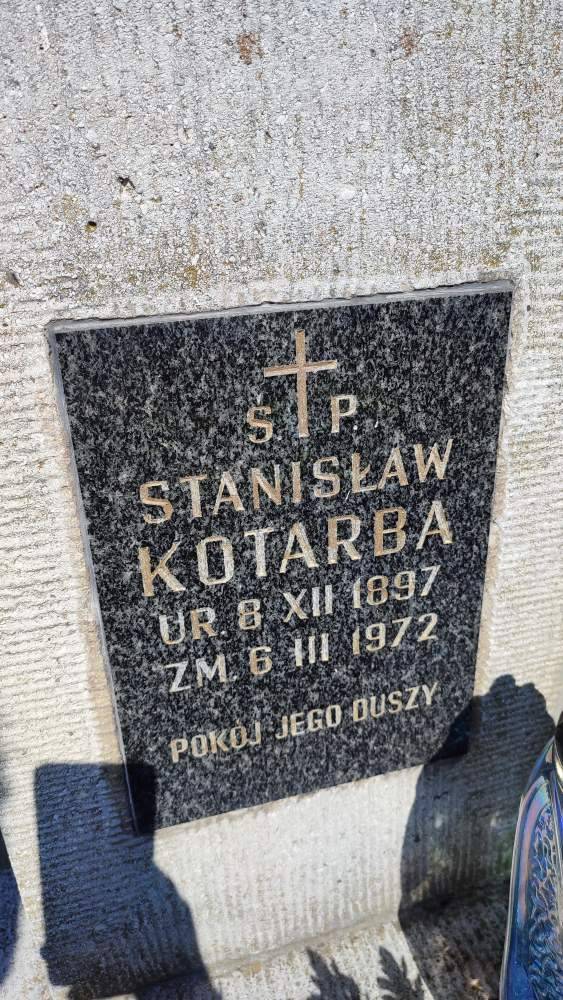 Ś. P.
STANISŁAW
KOTARBA
UR. 8 XII 1897
ZM. 6 III 1972
POKÓJ JEGO DUSZY